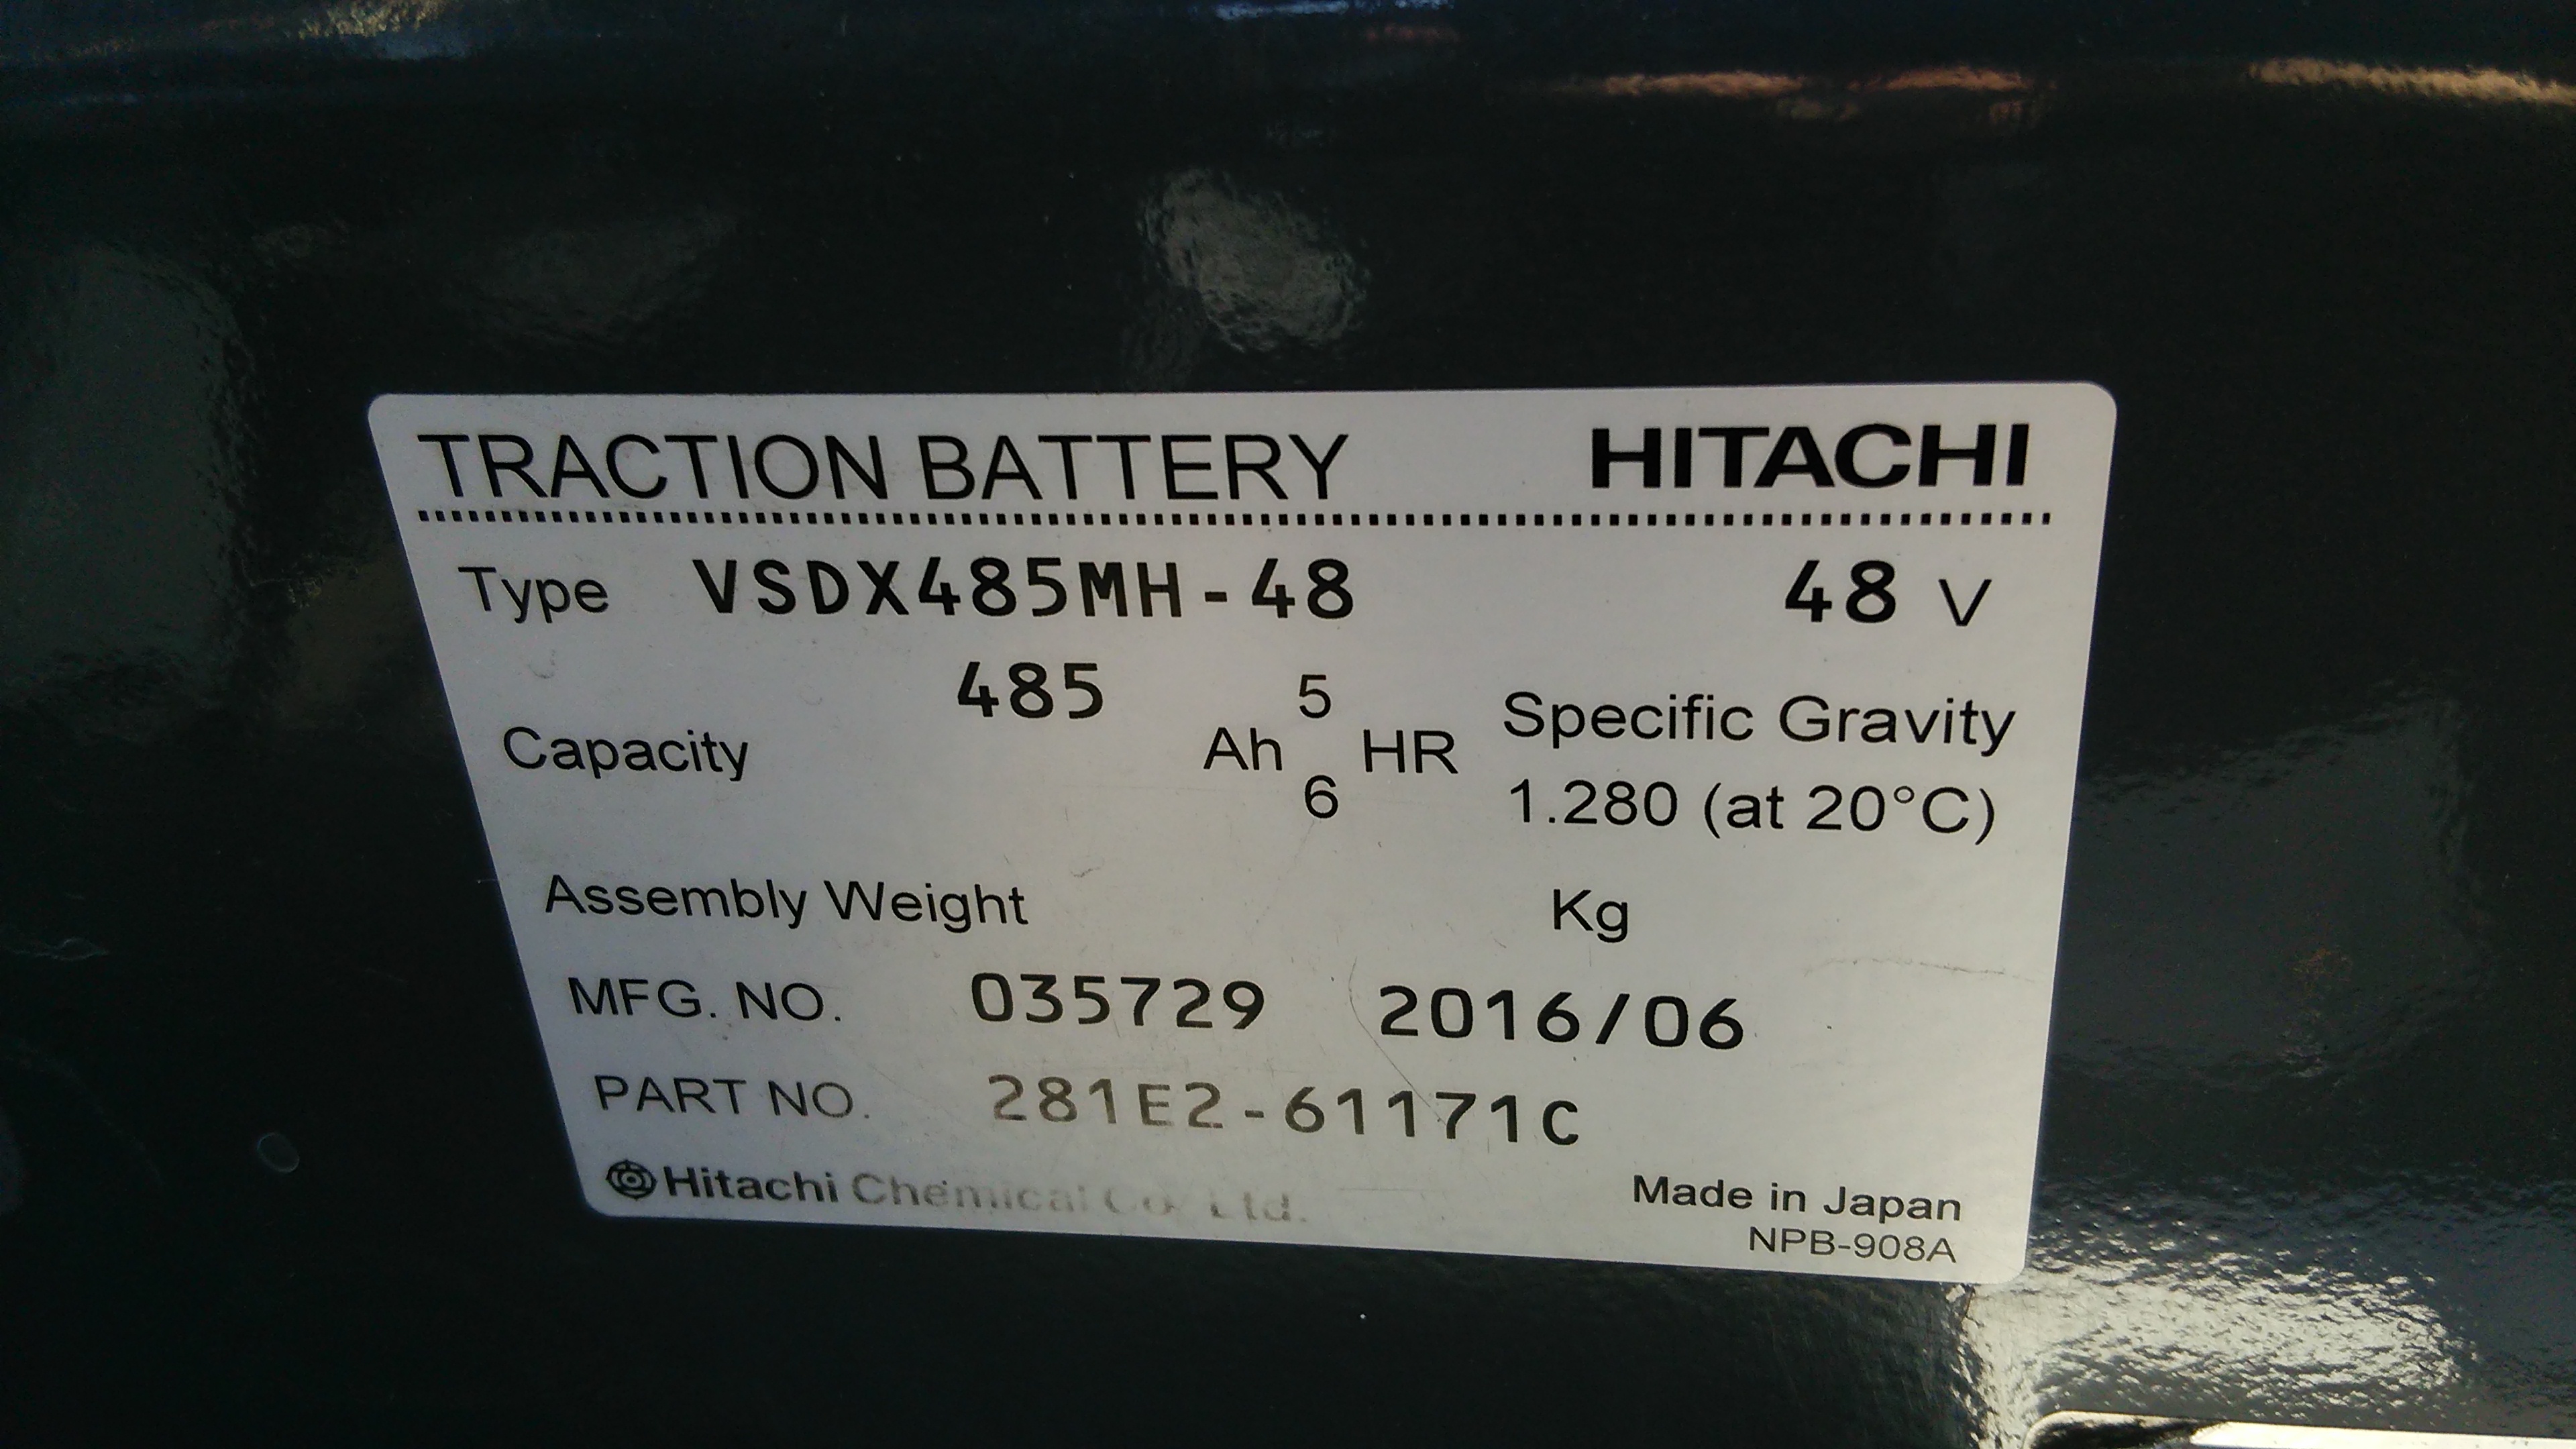 TRACTION BATTERY HITACHI
Type VSDX485MH-48 48 V
485 5
Capacity Ah HR Specific Gravity
6 1.280 (at 20°C)
Assembly Weight Kg
MFG. NO. 035729 2016/06
PART NO. 281E2-61171C
Hitachi Chemical Co. Ltd. Made in Japan
NPB-908A